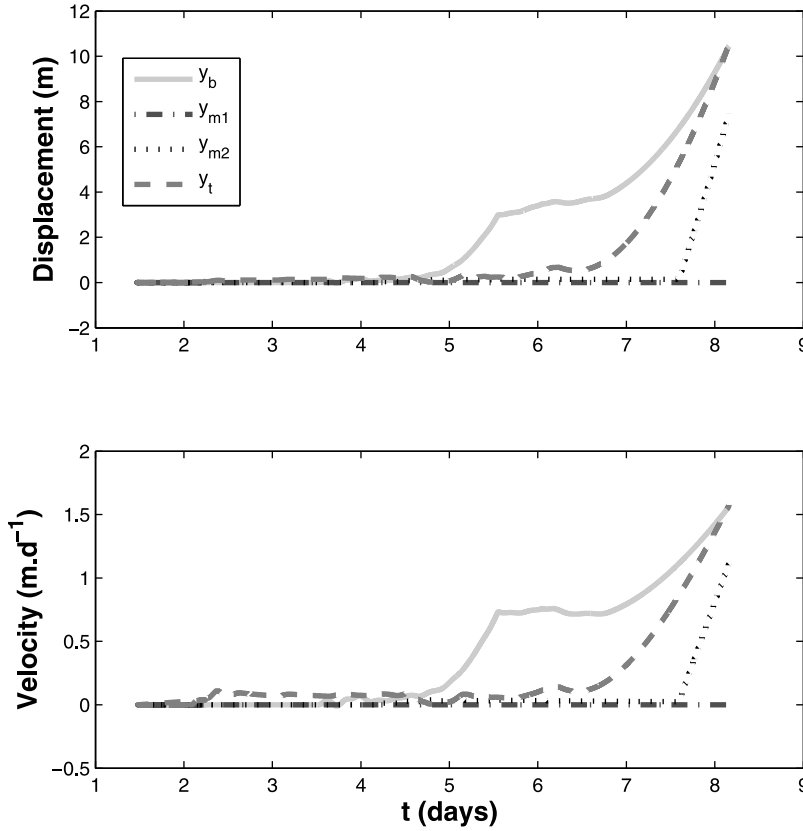 12
10
8
6
4
2
0
−2
Displacement (m)
y_b
y_m1
y_m2
y_t
1 2 3 4 5 6 7 8 9
2
1.5
1
0.5
0
−0.5
Velocity (m.d⁻¹)
1 2 3 4 5 6 7 8 9
t (days)